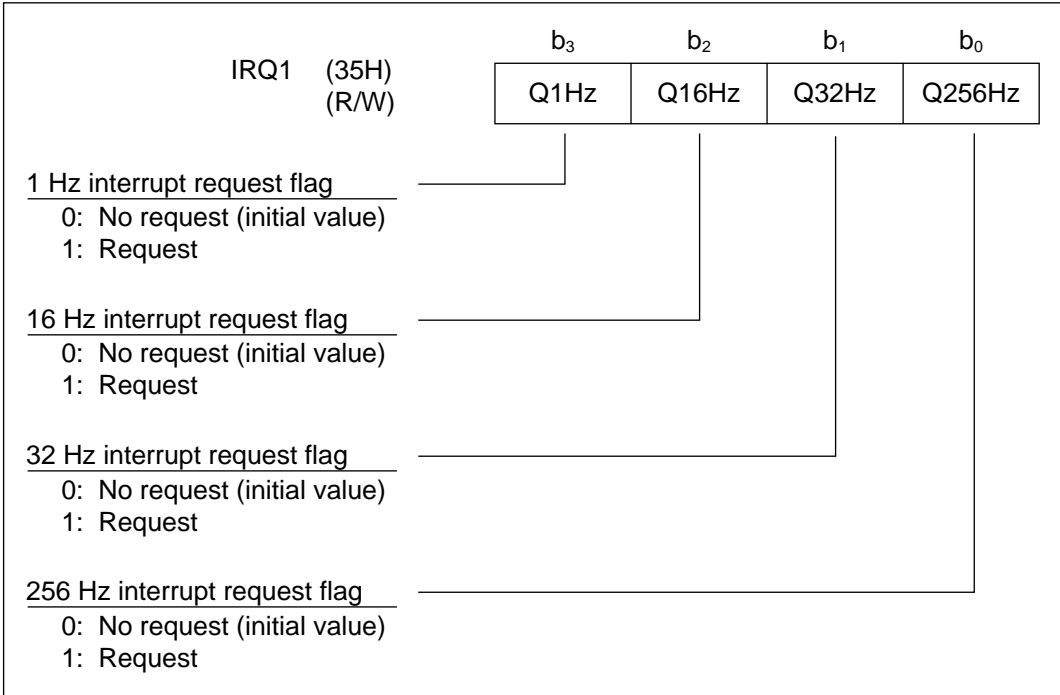 b₃ b₂ b₁ b₀
IRQ1 (35H)
(R/W)
Q1Hz Q16Hz Q32Hz Q256Hz
1 Hz interrupt request flag
0: No request (initial value)
1: Request
16 Hz interrupt request flag
0: No request (initial value)
1: Request
32 Hz interrupt request flag
0: No request (initial value)
1: Request
256 Hz interrupt request flag
0: No request (initial value)
1: Request